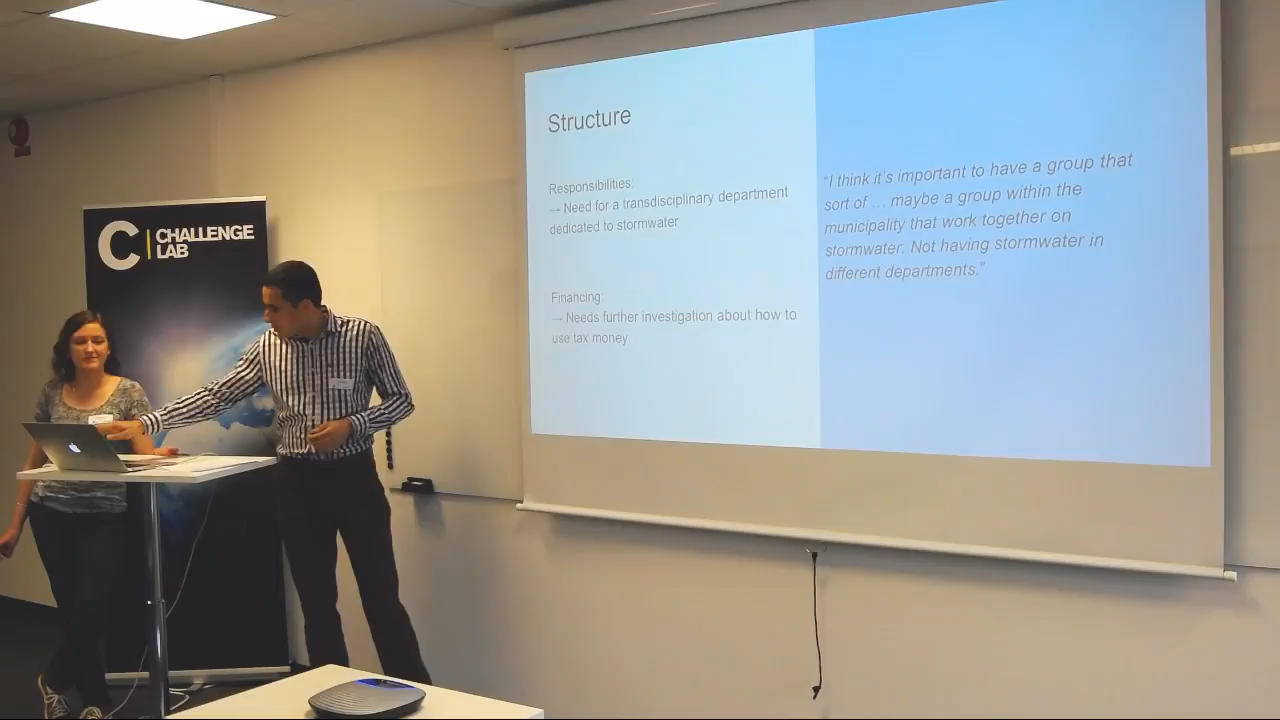 C
CHALLENGE
LAB
Structure
Responsibilities:
→ Need for a transdisciplinary department
dedicated to stormwater
Financing:
→ Needs further investigation about how to
use tax money
"I think it's important to have a group that
sort of ... maybe a group within the
municipality that work together on
stormwater. Not having stormwater in
different departments."